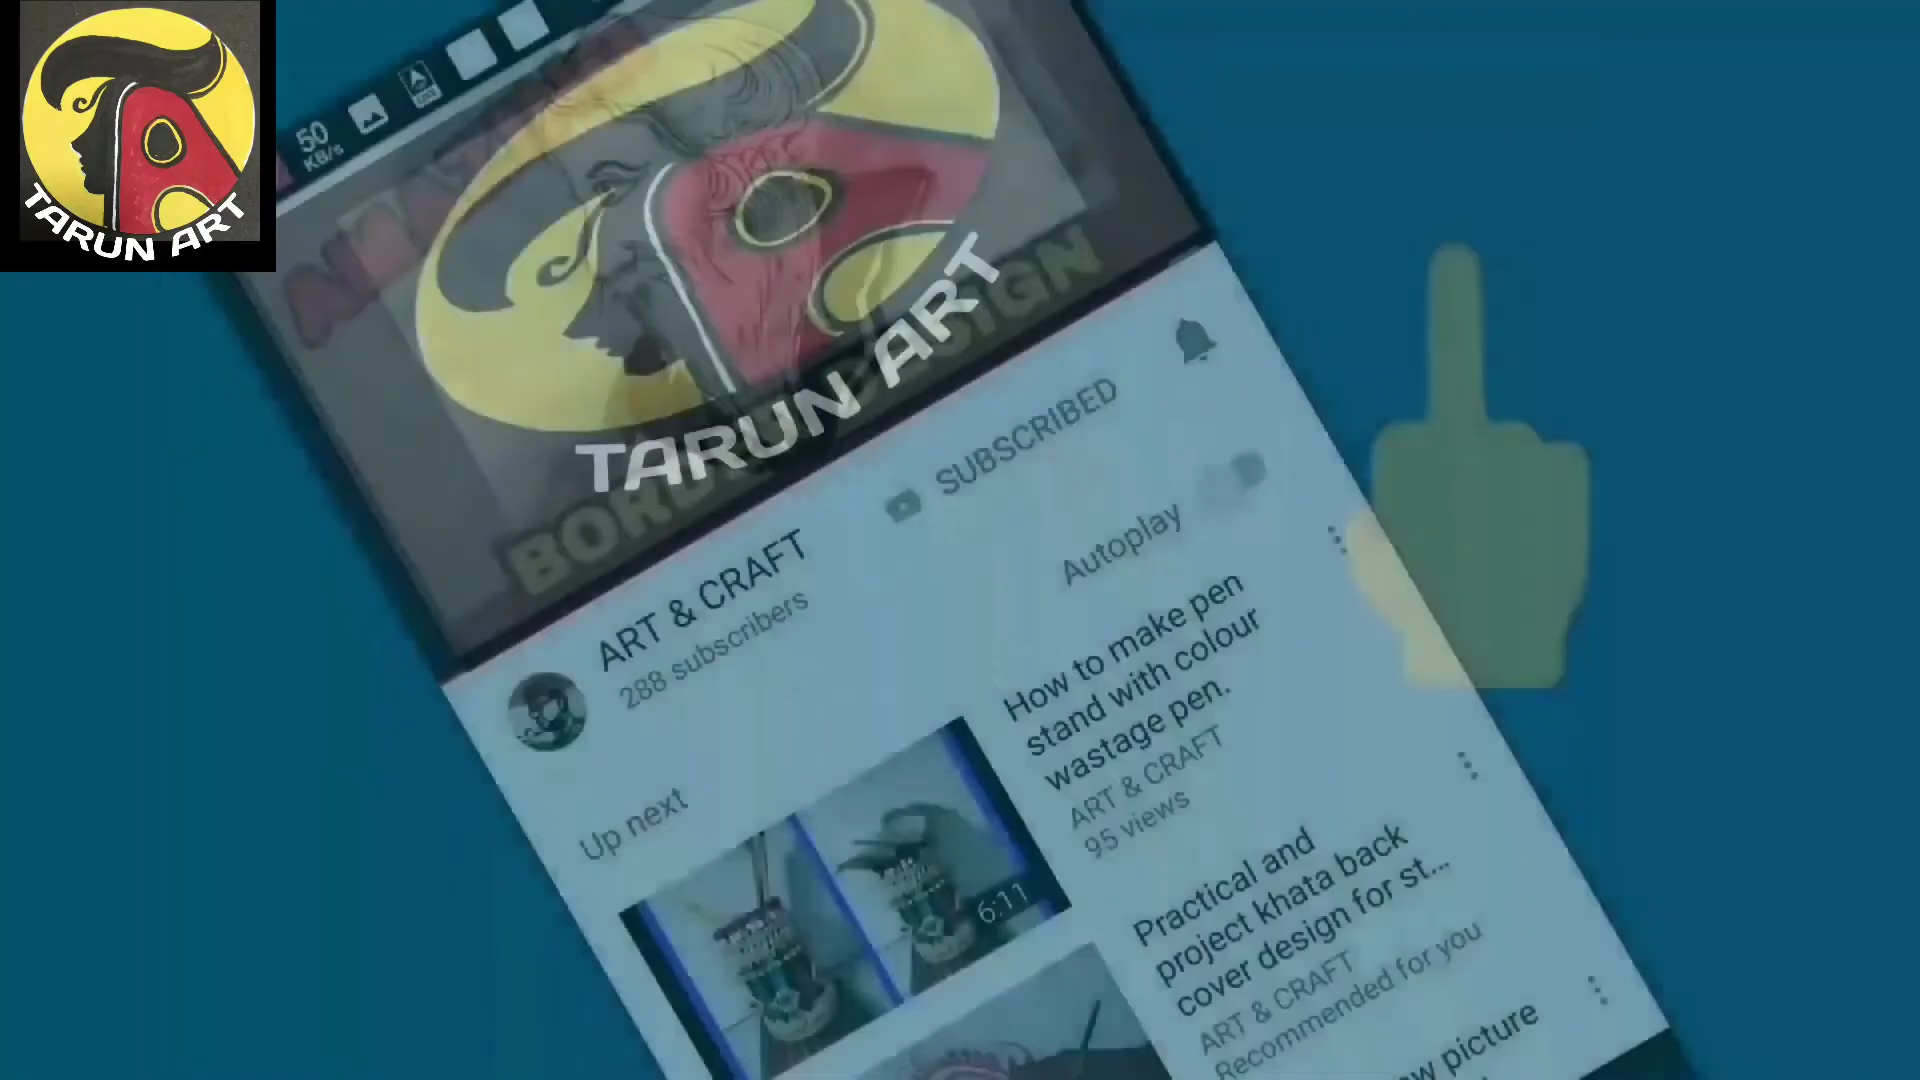 TARUN ART
50
KB/s
TARUN ART
BORDER DESIGN
SUBSCRIBED
ART & CRAFT
288 subscribers
Autoplay
Up next
How to make pen
stand with colour
wastage pen.
ART & CRAFT
95 views
6:11
Practical and
project khata back
cover design for st...
ART & CRAFT
Recommended for you
picture